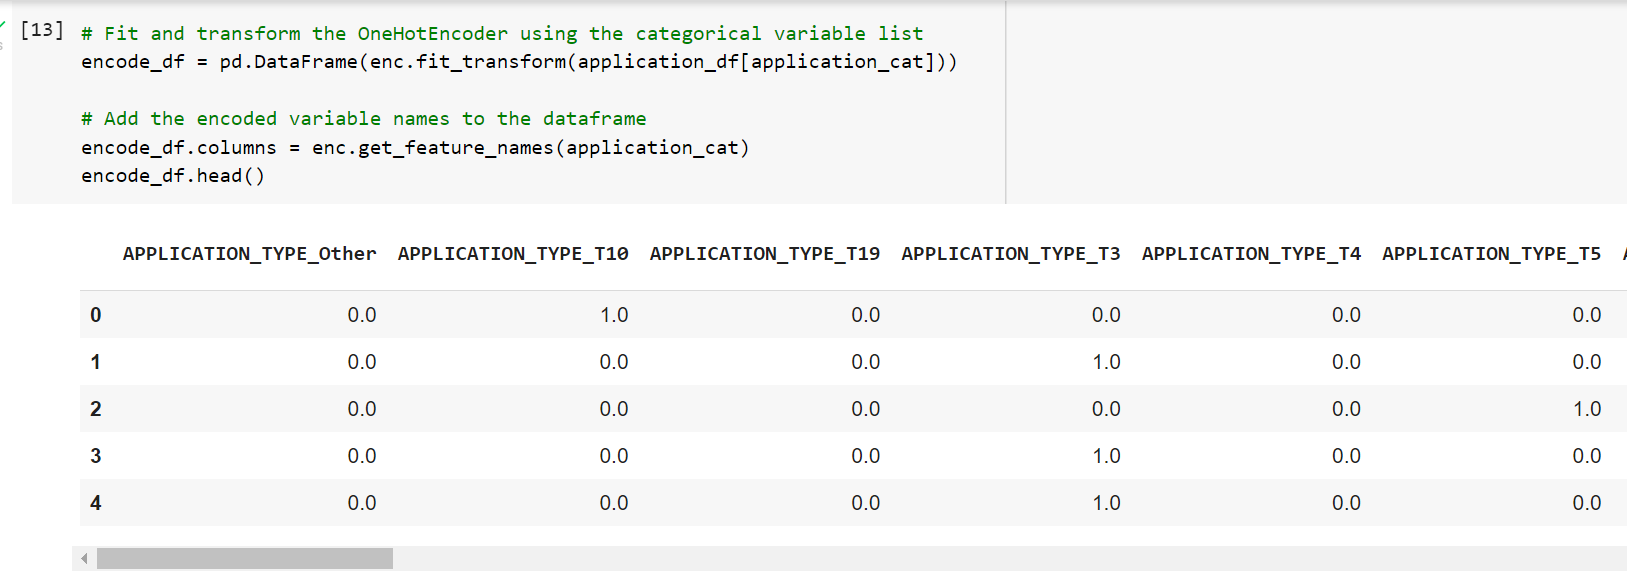 [13] # Fit and transform the OneHotEncoder using the categorical variable list
encode_df = pd.DataFrame(enc.fit_transform(application_df[application_cat]))
# Add the encoded variable names to the dataframe
encode_df.columns = enc.get_feature_names(application_cat)
encode_df.head()
APPLICATION_TYPE_Other APPLICATION_TYPE_T10 APPLICATION_TYPE_T19 APPLICATION_TYPE_T3 APPLICATION_TYPE_T4 APPLICATION_TYPE_T5
0 0.0 1.0 0.0 0.0 0.0 0.0
1 0.0 0.0 0.0 1.0 0.0 0.0
2 0.0 0.0 0.0 0.0 0.0 1.0
3 0.0 0.0 0.0 1.0 0.0 0.0
4 0.0 0.0 0.0 1.0 0.0 0.0